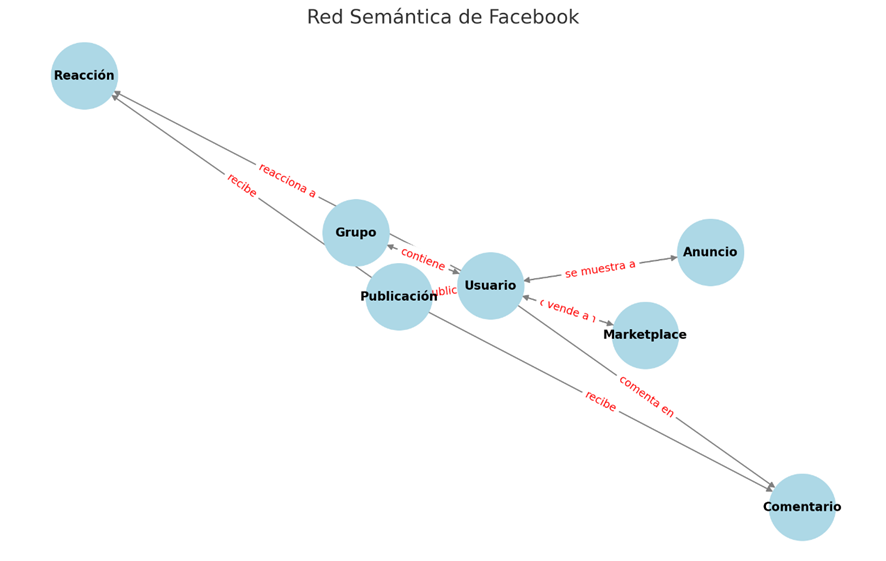 Red Semántica de Facebook
Reacción
reacciona a
recibe
Grupo
contiene
Anuncio
se muestra a
Usuario
Publicación
vende a
Marketplace
comenta en
recibe
Comentario